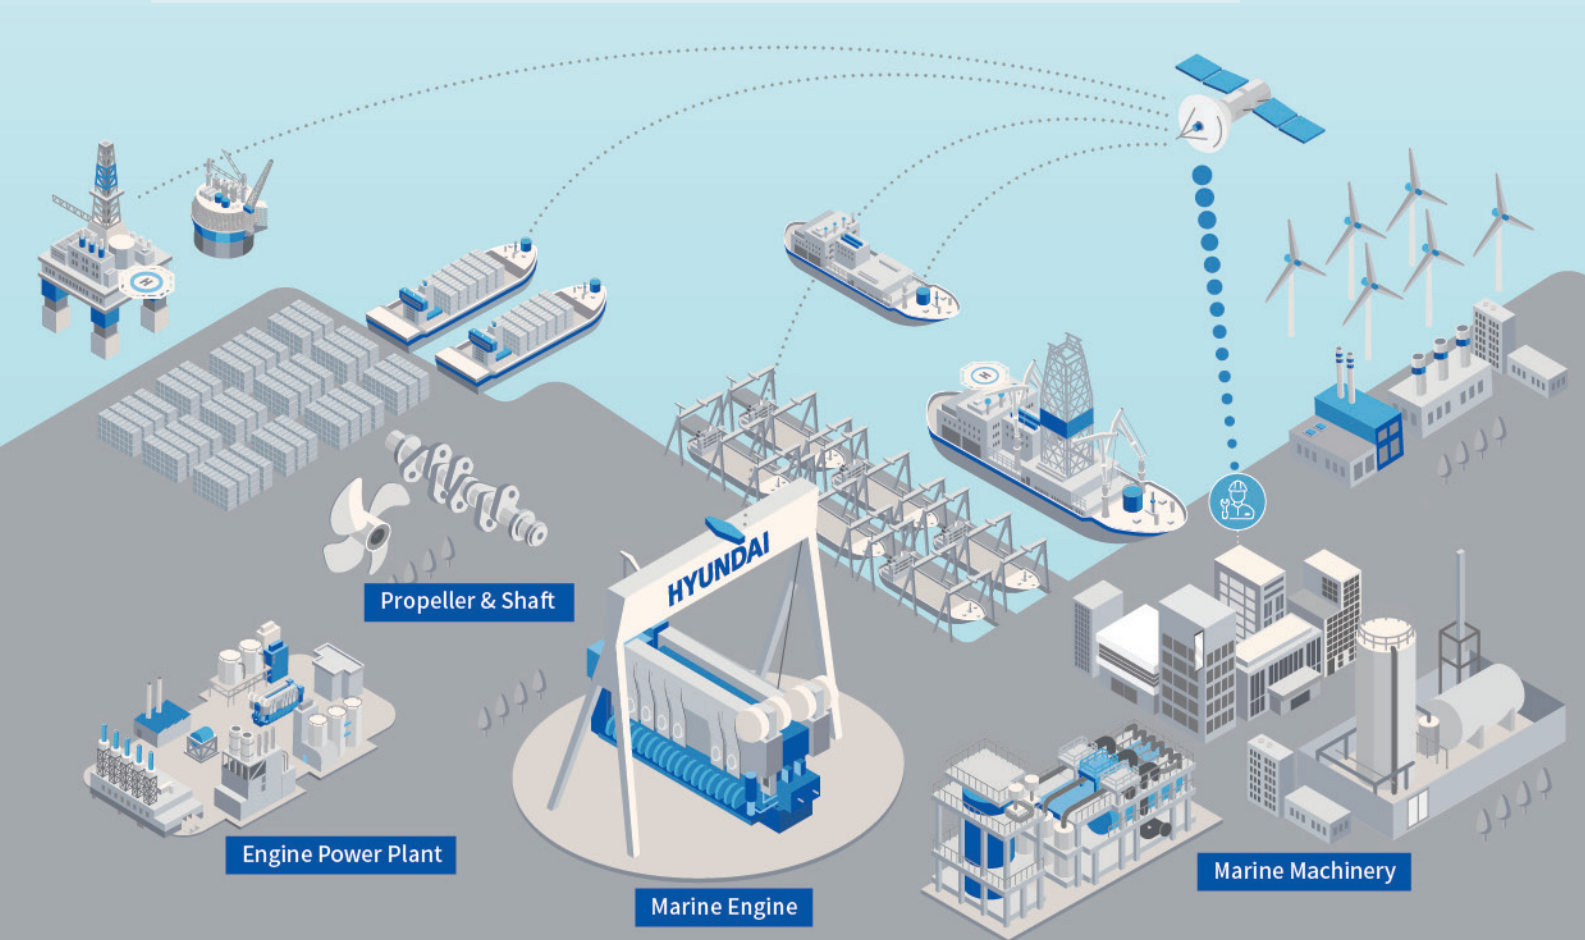 H
H
HYUNDAI
Propeller & Shaft
Engine Power Plant
Marine Machinery
Marine Engine